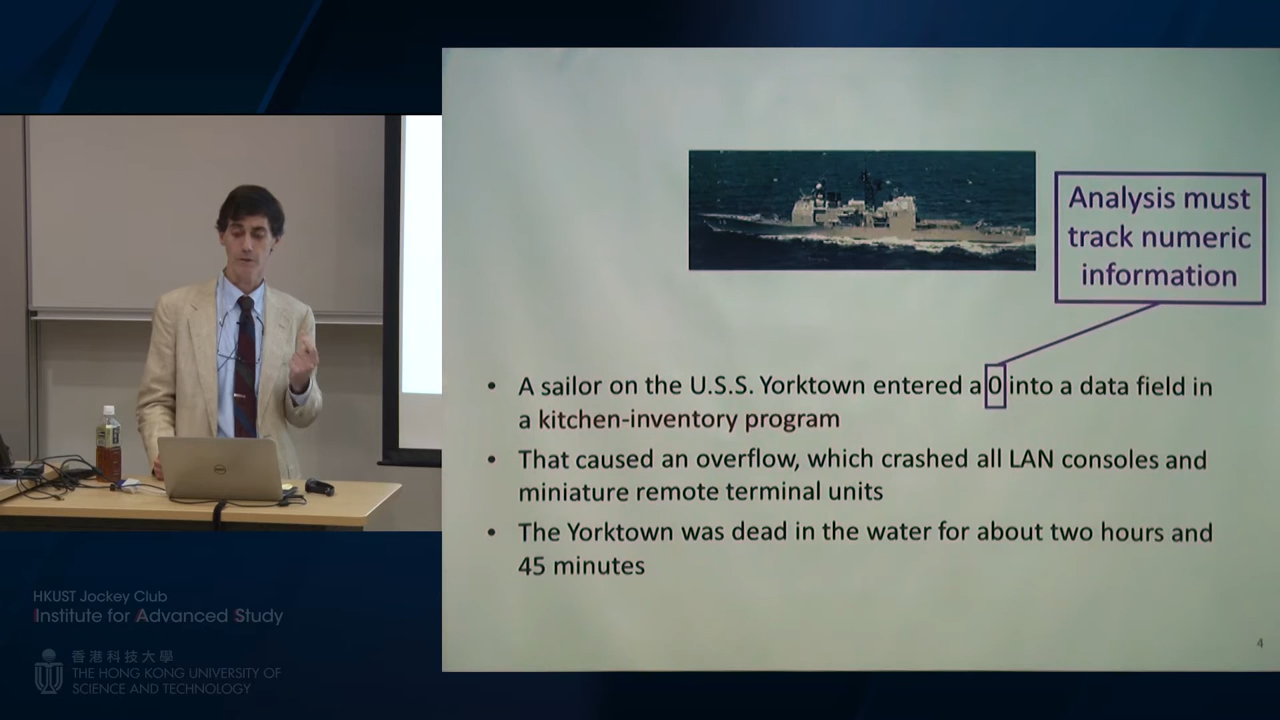 Analysis must
track numeric
information
• A sailor on the U.S.S. Yorktown entered a 0 into a data field in
a kitchen-inventory program
• That caused an overflow, which crashed all LAN consoles and
miniature remote terminal units
• The Yorktown was dead in the water for about two hours and
45 minutes
4
HKUST Jockey Club
Institute for Advanced Study
香港科技大學
THE HONG KONG UNIVERSITY OF
SCIENCE AND TECHNOLOGY